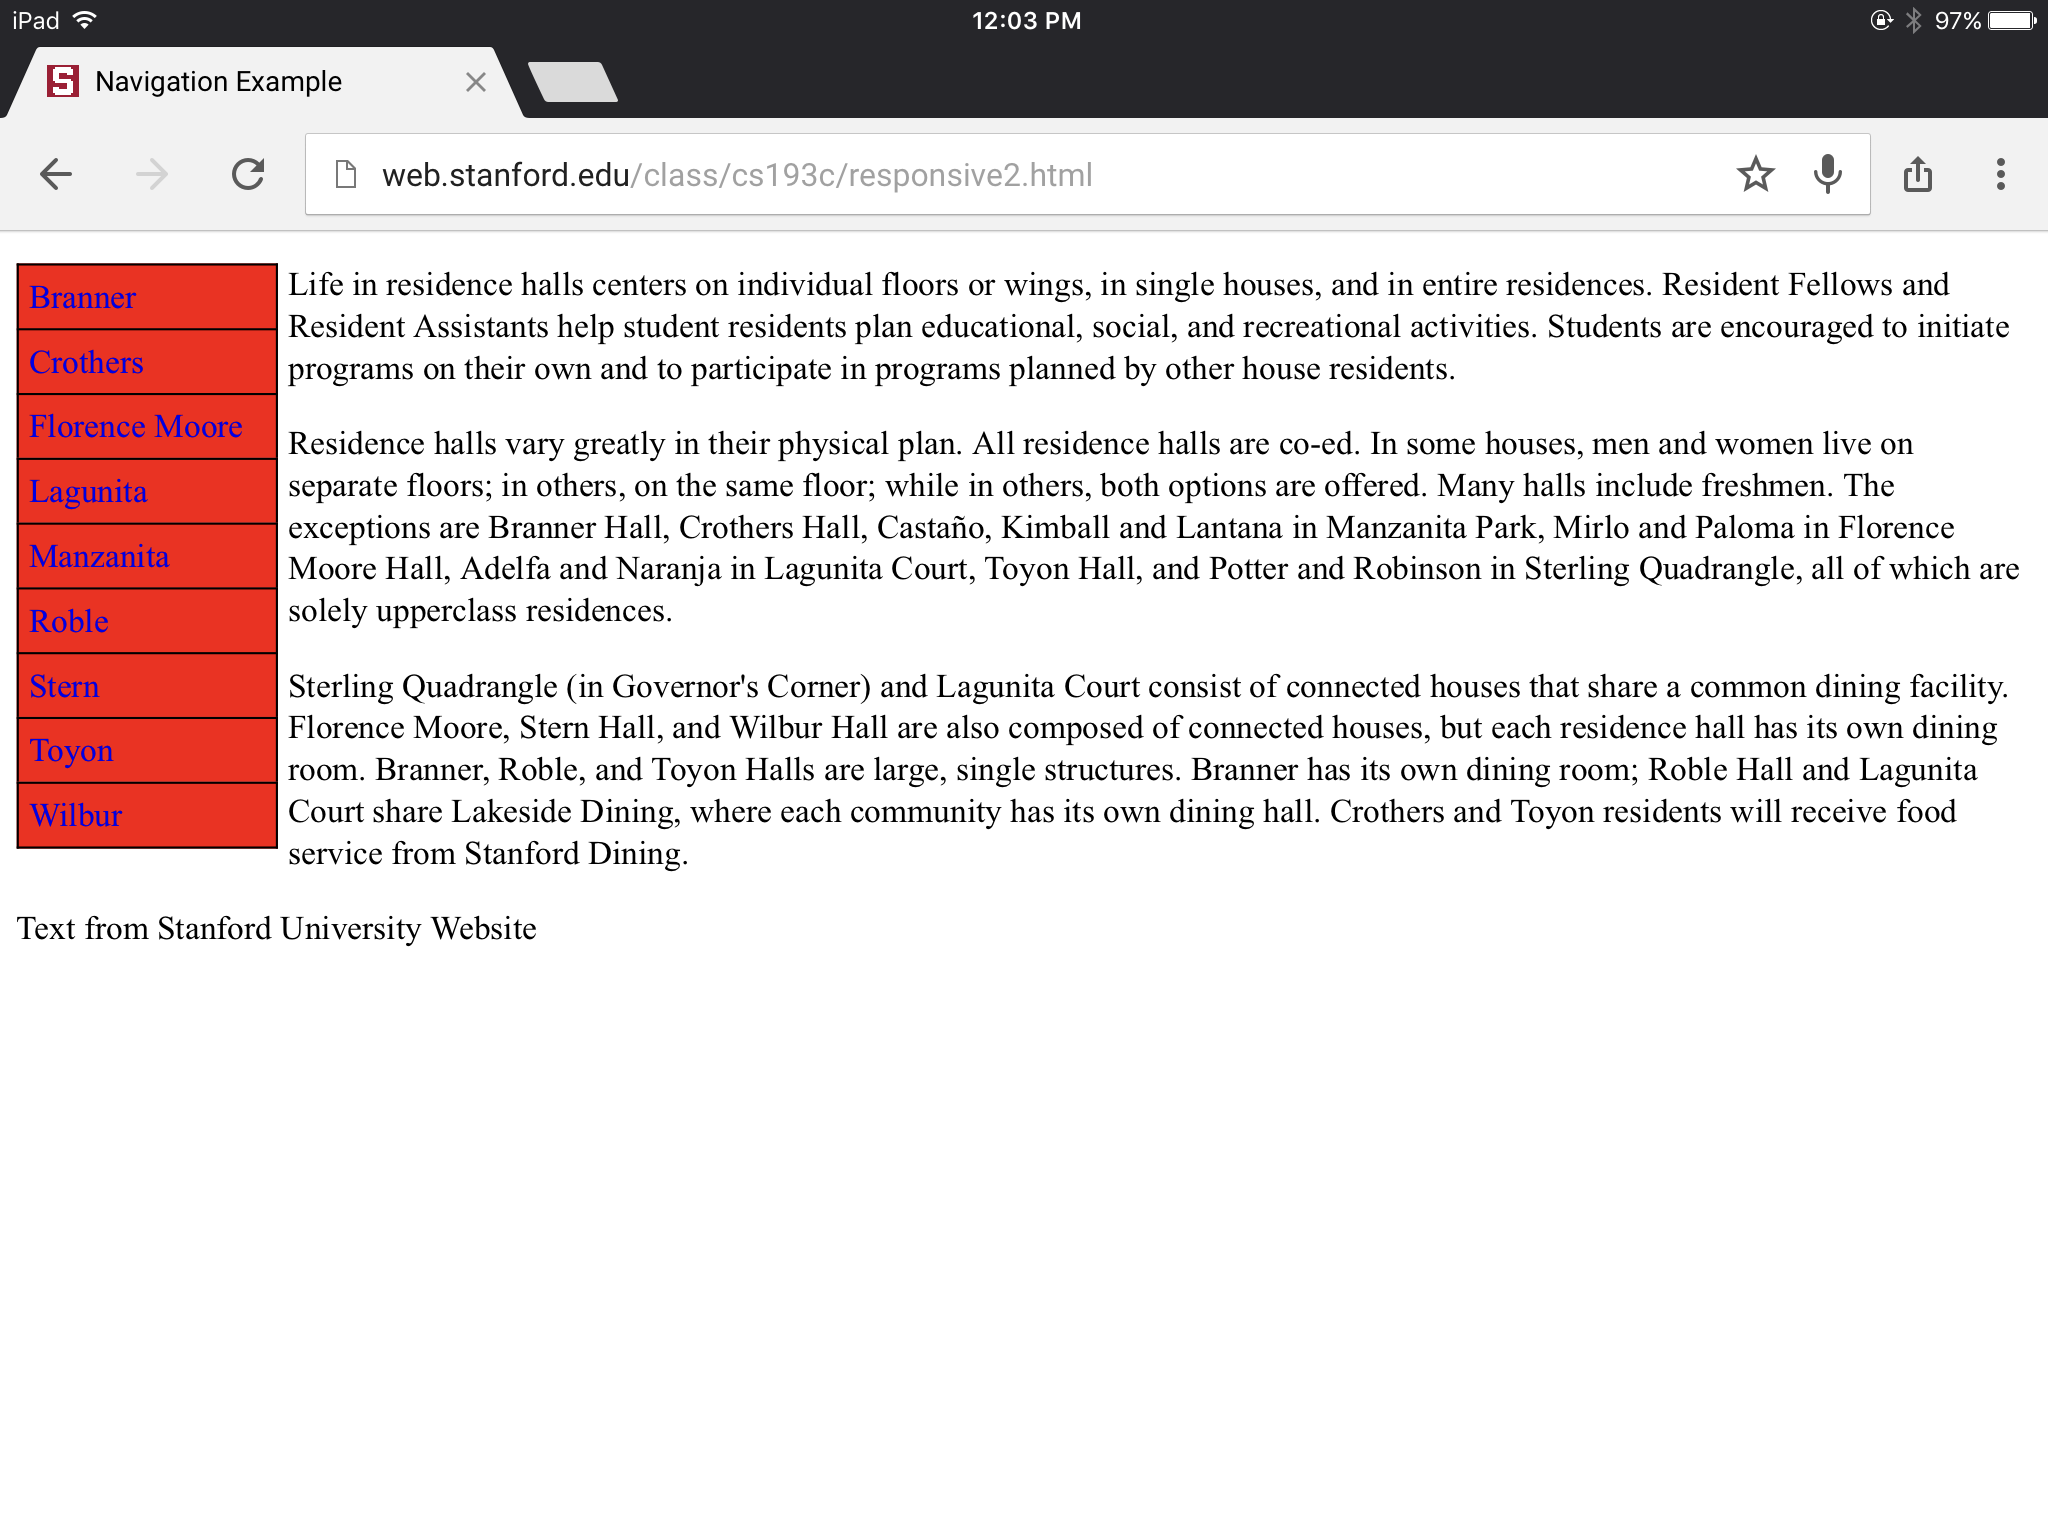 iPad 12:03 PM 97%
S Navigation Example
web.stanford.edu/class/cs193c/responsive2.html
Branner
Crothers
Florence Moore
Lagunita
Manzanita
Roble
Stern
Toyon
Wilbur
Life in residence halls centers on individual floors or wings, in single houses, and in entire residences. Resident Fellows and
Resident Assistants help student residents plan educational, social, and recreational activities. Students are encouraged to initiate
programs on their own and to participate in programs planned by other house residents.
Residence halls vary greatly in their physical plan. All residence halls are co-ed. In some houses, men and women live on
separate floors; in others, on the same floor; while in others, both options are offered. Many halls include freshmen. The
exceptions are Branner Hall, Crothers Hall, Castaño, Kimball and Lantana in Manzanita Park, Mirlo and Paloma in Florence
Moore Hall, Adelfa and Naranja in Lagunita Court, Toyon Hall, and Potter and Robinson in Sterling Quadrangle, all of which are
solely upperclass residences.
Sterling Quadrangle (in Governor's Corner) and Lagunita Court consist of connected houses that share a common dining facility.
Florence Moore, Stern Hall, and Wilbur Hall are also composed of connected houses, but each residence hall has its own dining
room. Branner, Roble, and Toyon Halls are large, single structures. Branner has its own dining room; Roble Hall and Lagunita
Court share Lakeside Dining, where each community has its own dining hall. Crothers and Toyon residents will receive food
service from Stanford Dining.
Text from Stanford University Website